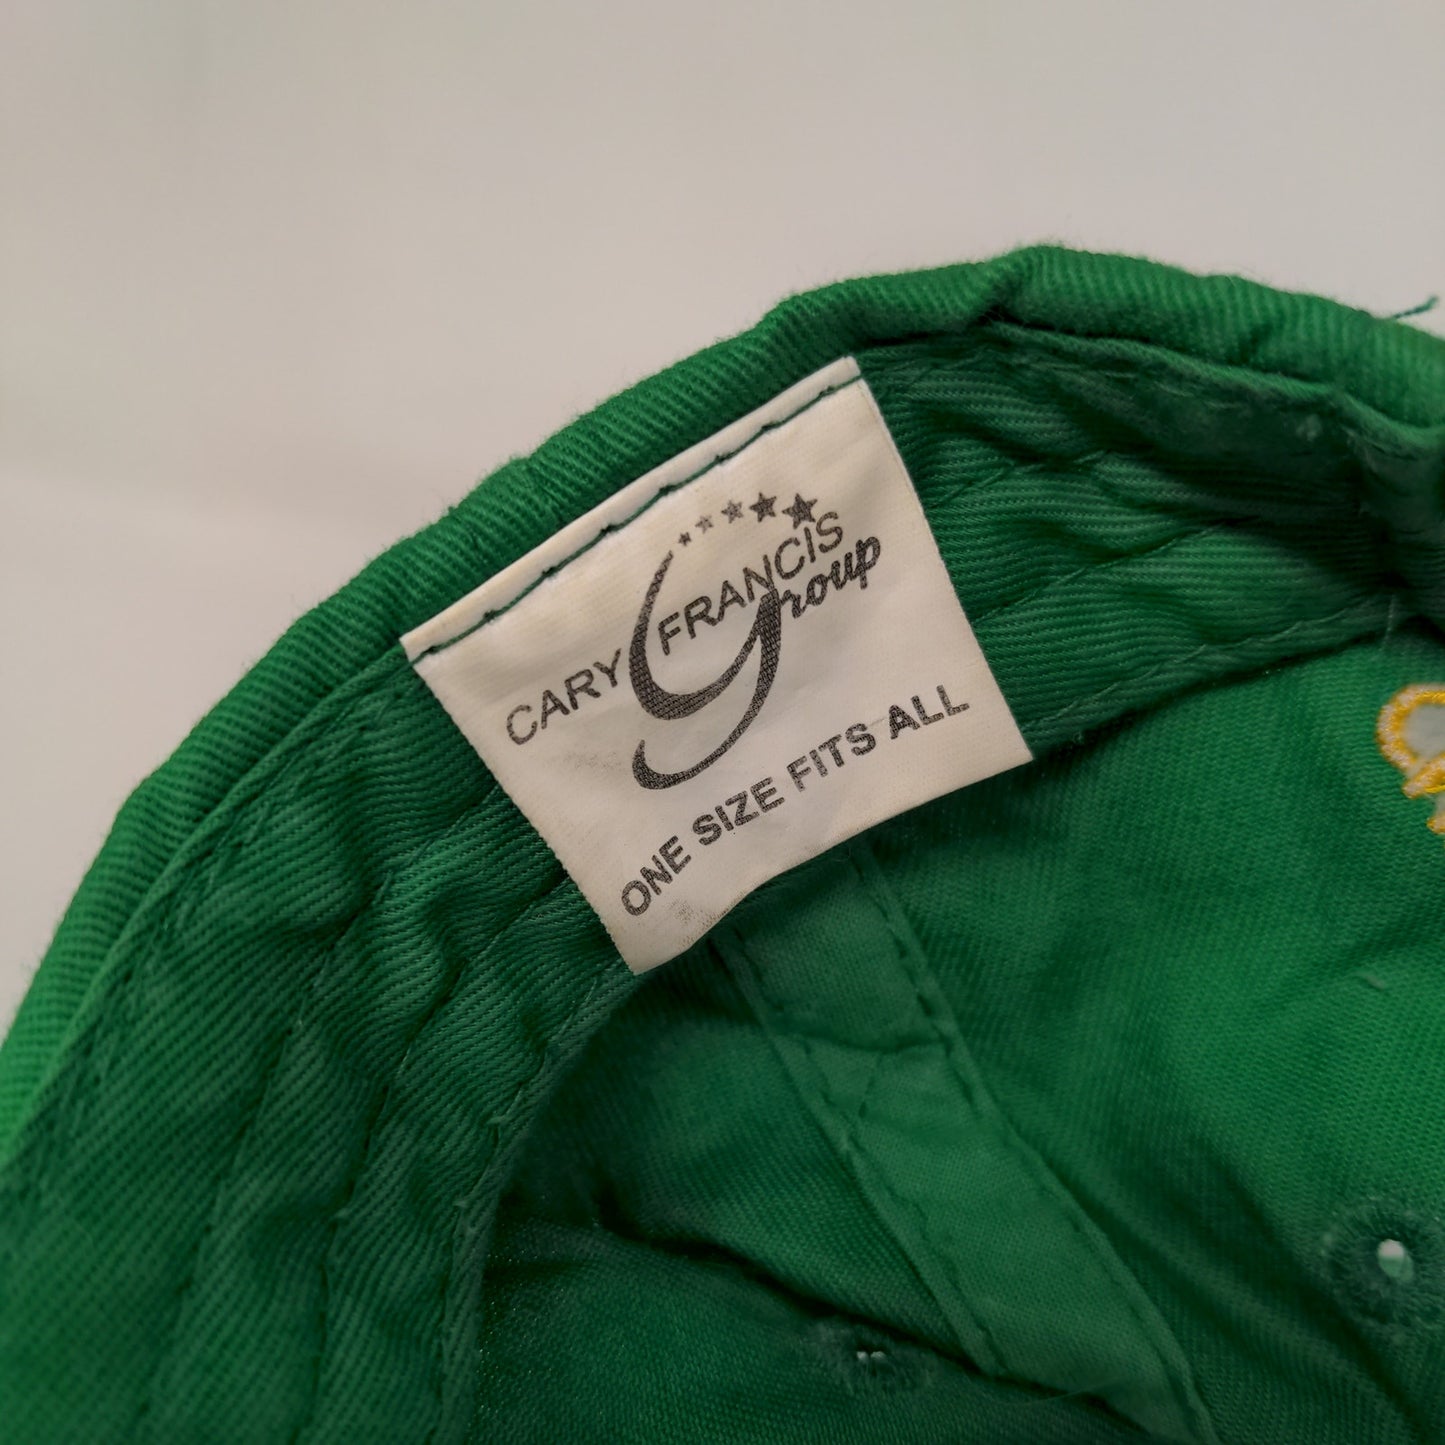 CARY FRANCIS
Group
ONE SIZE FITS ALL